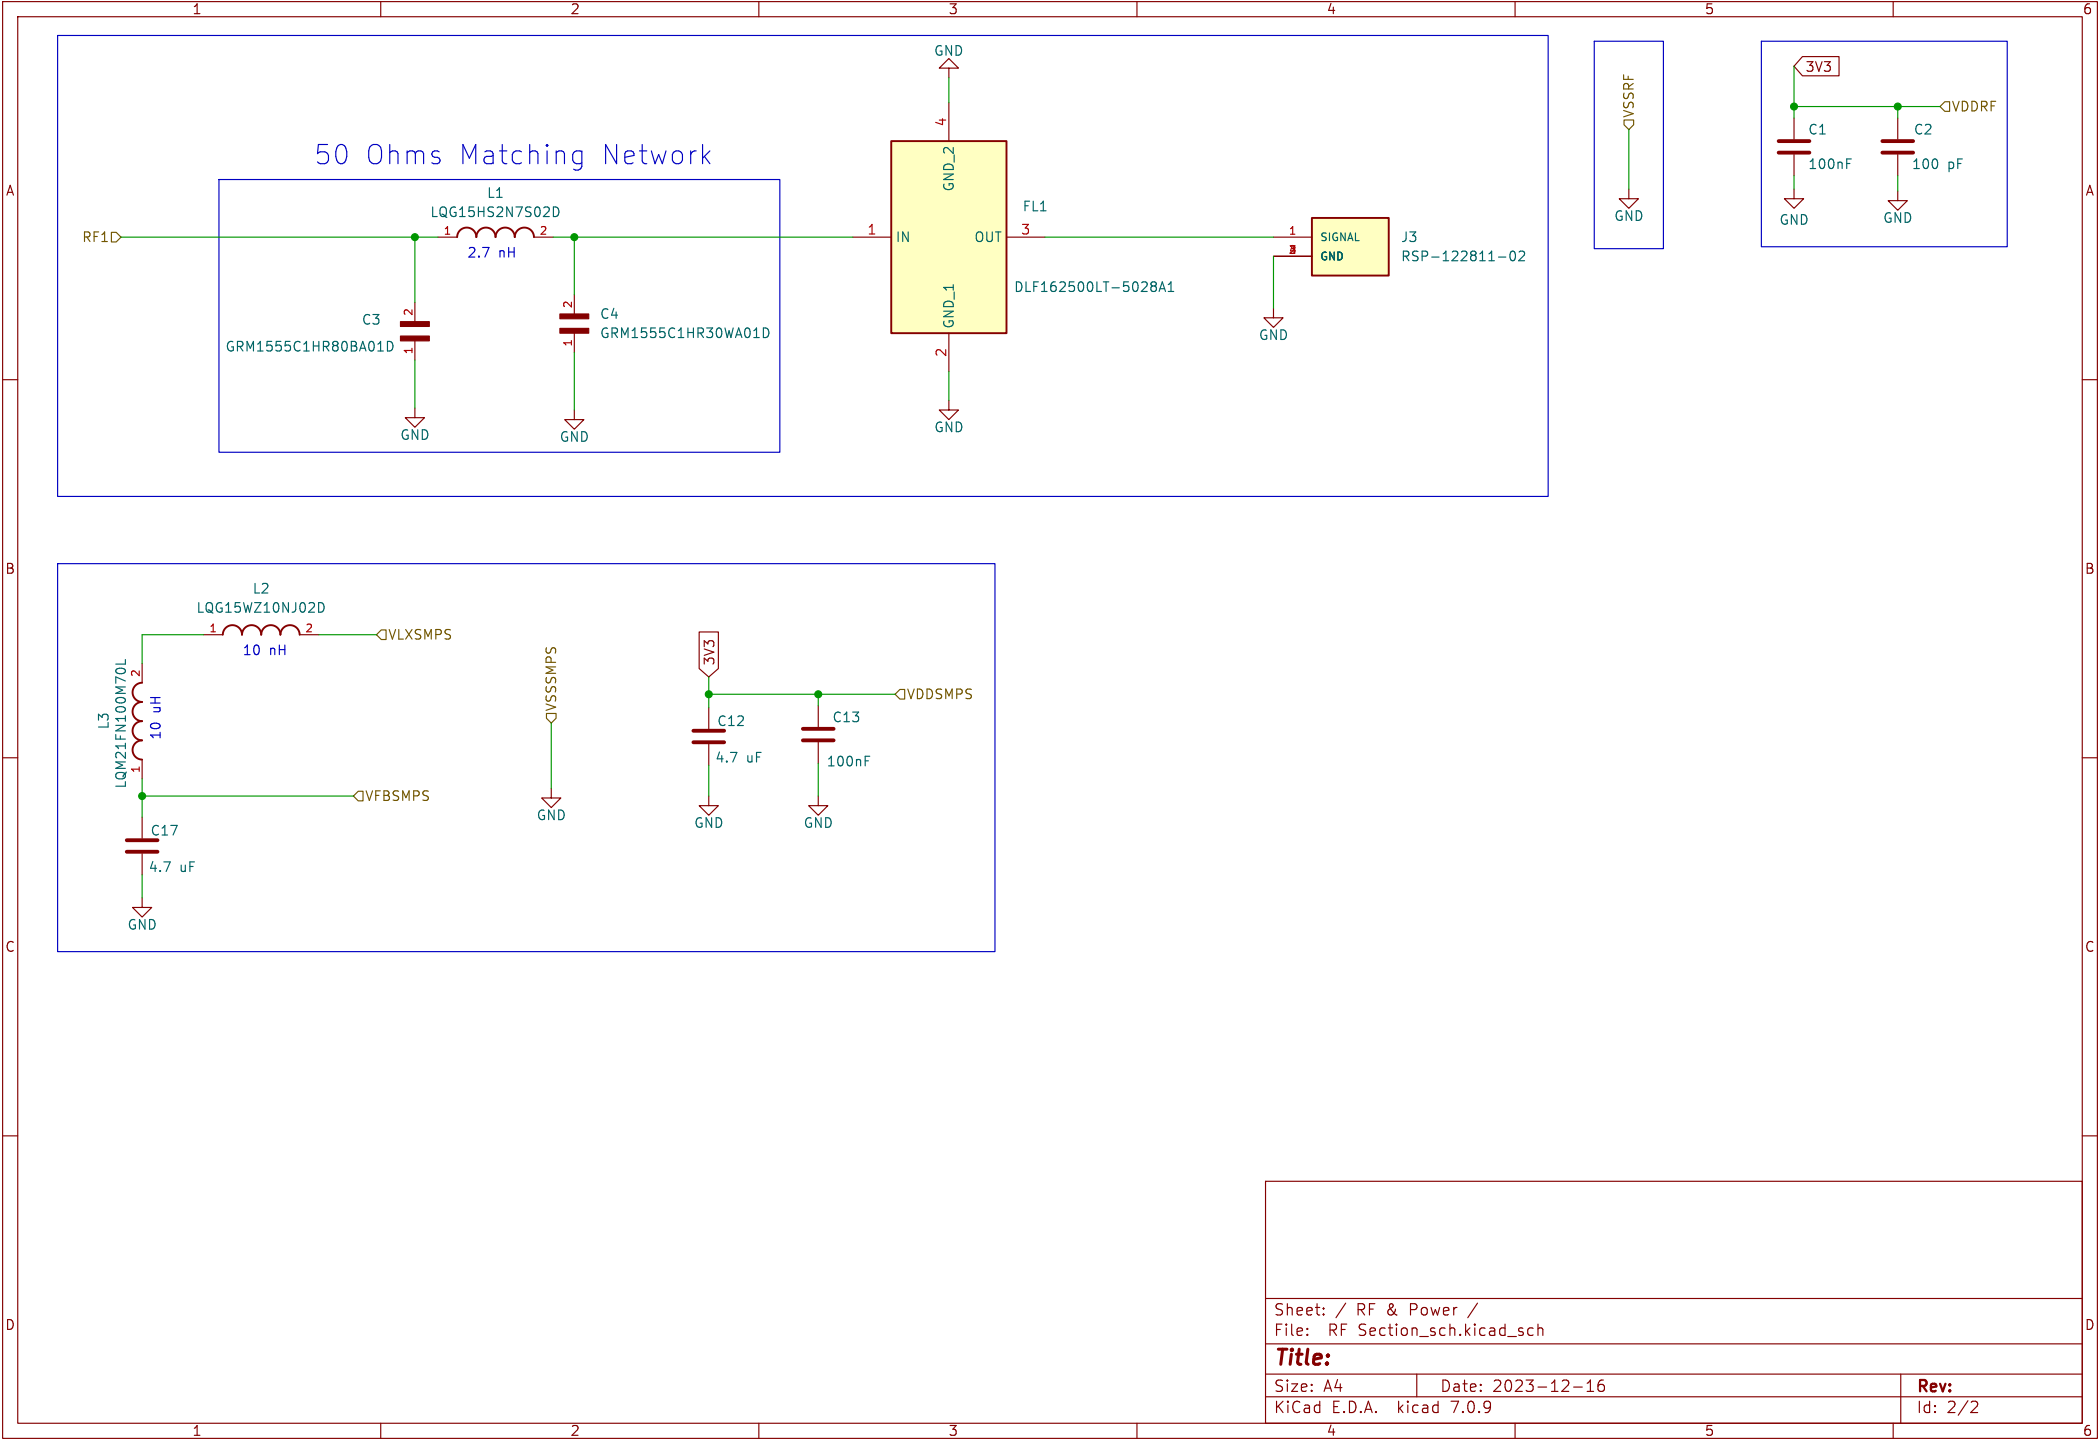 1 2 3 4 5 6
A
B
C
D
50 Ohms Matching Network
RF1
L1
LQG15HS2N7S02D
1 2
2.7 nH
C3
GRM1555C1HR80BA01D
2
1
GND
C4
GRM1555C1HR30WA01D
2
1
GND
GND
4
GND_2
1 IN
OUT 3
GND_1
2
GND
FL1
DLF162500LT-5028A1
1 SIGNAL
GND
J3
RSP-122811-02
GND
VSSRF
GND
3V3
VDDRF
C1
100nF
GND
C2
100 pF
GND
L2
LQG15WZ10NJ02D
1 2
10 nH
VLXSMPS
L3
LQM21FN100M70L
2
1
10 uH
VFBSMPS
C17
4.7 uF
GND
VSSSMPS
GND
3V3
VDDSMPS
C12
4.7 uF
GND
C13
100nF
GND
A
B
C
D
Sheet: / RF & Power /
File: RF Section_sch.kicad_sch
Title:
Size: A4 Date: 2023-12-16 Rev:
KiCad E.D.A. kicad 7.0.9 Id: 2/2
1 2 3 4 5 6